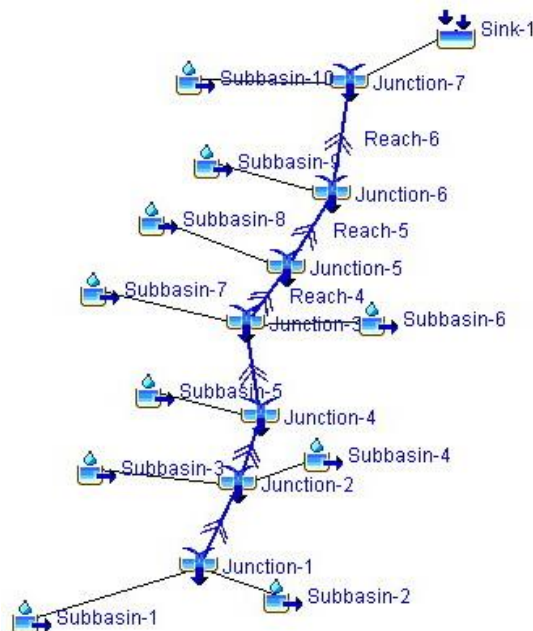 Sink-1
Subbasin-10
Junction-7
Reach-6
Subbasin-9
Junction-6
Subbasin-8
Reach-5
Junction-5
Subbasin-7
Reach-4
Junction-3
Subbasin-6
Subbasin-5
Junction-4
Subbasin-3
Subbasin-4
Junction-2
Junction-1
Subbasin-2
Subbasin-1